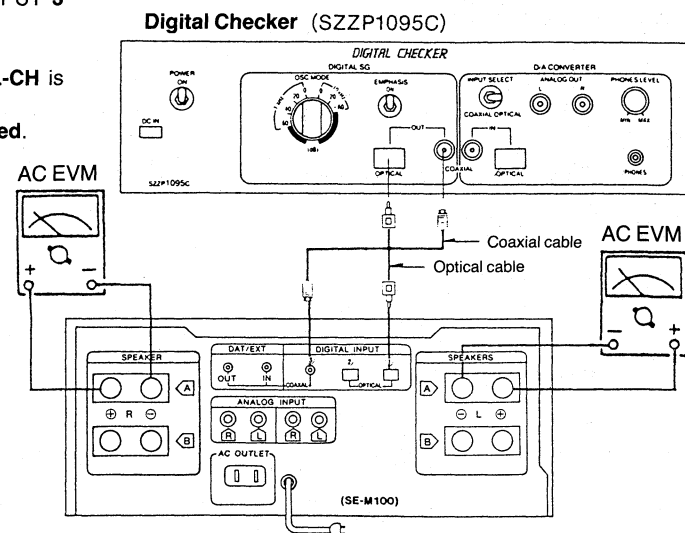 Digital Checker (SZZP1095C)
L-CH is
ed.
DIGITAL CHECKER
DIGITAL SG
D-A CONVERTER
POWER
ON
OSC MODE
EMPHASIS
ON
INPUT SELECT
ANALOG OUT
L R
PHONES LEVEL
COAXIAL OPTICAL
MIN MAX
DC IN
OUT
IN
OPTICAL
COAXIAL
OPTICAL
PHONES
SZZP1095C
AC EVM
+ −
Coaxial cable
Optical cable
AC EVM
− +
SPEAKER
A
⊕ R ⊖
B
DAT/EXT
OUT IN
DIGITAL INPUT
COAXIAL
OPTICAL
ANALOG INPUT
R L R L
AC OUTLET
SPEAKERS
A
⊖ L ⊕
B
(SE-M100)